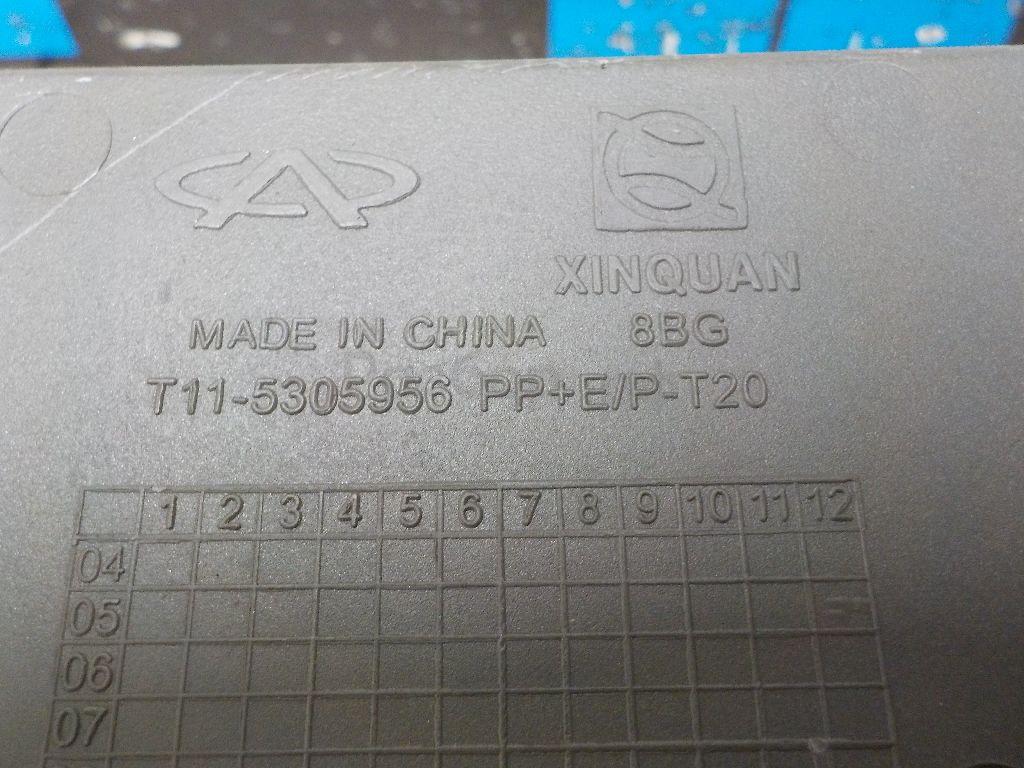 XINQUAN
MADE IN CHINA 8BG
T11-5305956 PP+E/P-T20
1 2 3 4 5 6 7 8 9 10 11 12
04
05
06
07